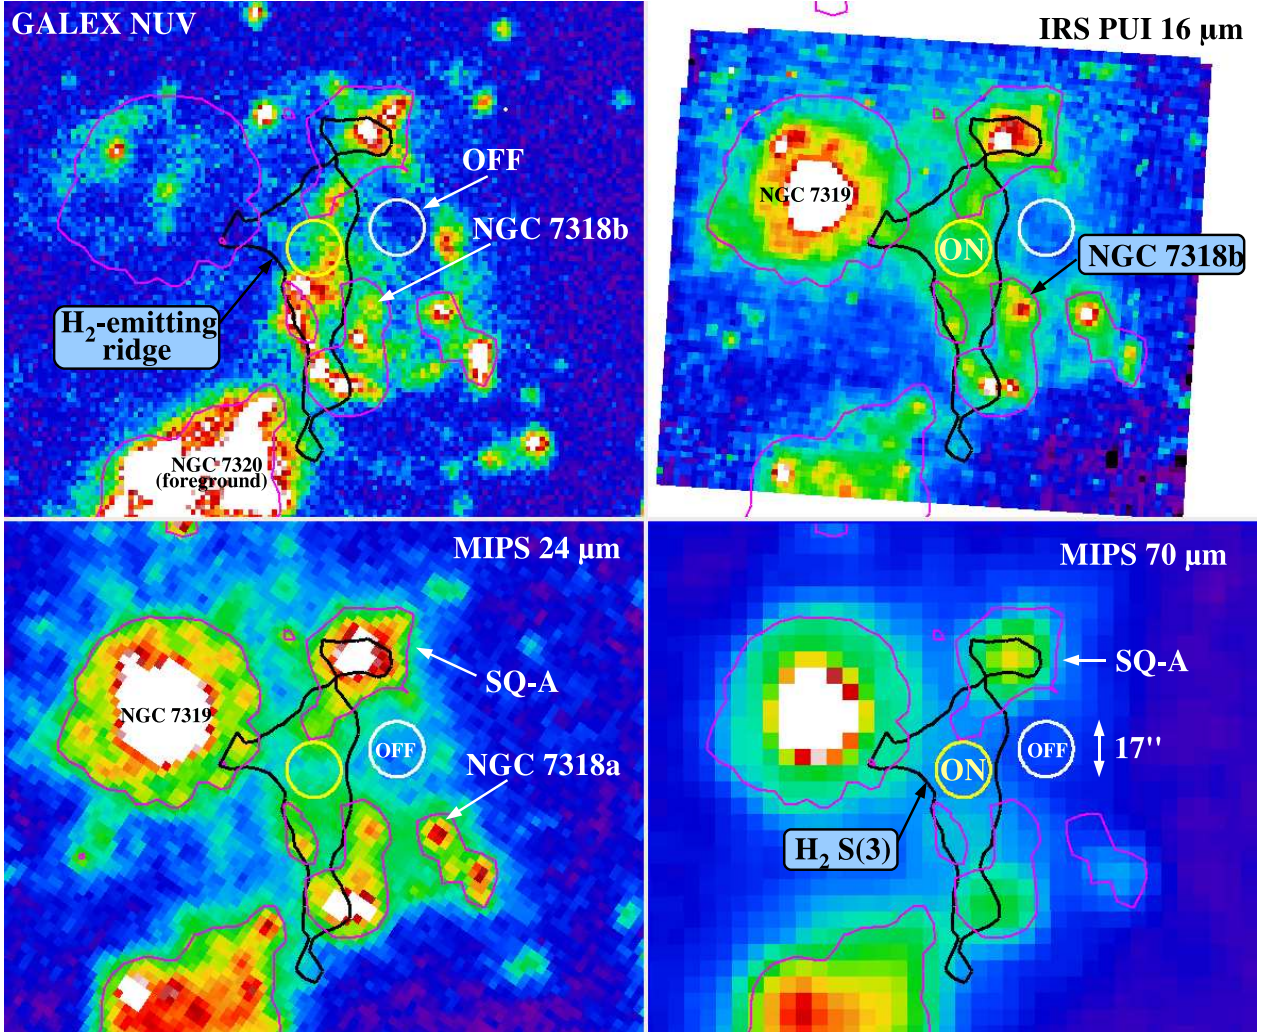 GALEX NUV
OFF
NGC 7318b
H2-emitting
ridge
NGC 7320
(foreground)
IRS PUI 16 μm
NGC 7319
ON
NGC 7318b
MIPS 24 μm
NGC 7319
SQ-A
OFF
NGC 7318a
MIPS 70 μm
SQ-A
OFF
17"
ON
H2 S(3)